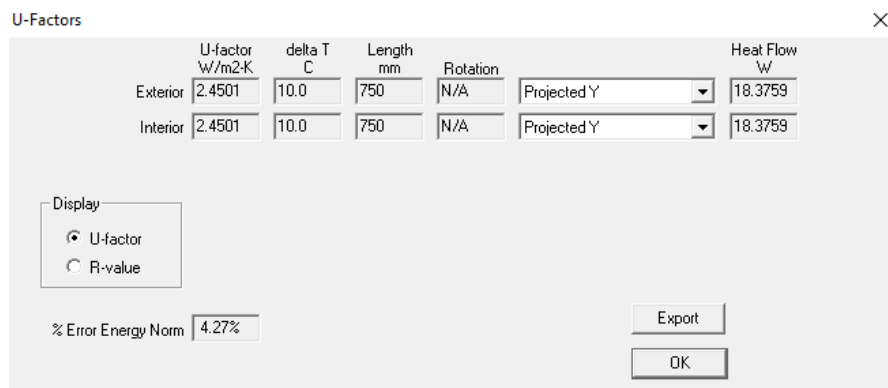 U-Factors
U-factor delta T Length Heat Flow
W/m2-K C mm Rotation W
Exterior 2.4501 10.0 750 N/A Projected Y 18.3759
Interior 2.4501 10.0 750 N/A Projected Y 18.3759
Display
U-factor
R-value
% Error Energy Norm 4.27%
Export
OK